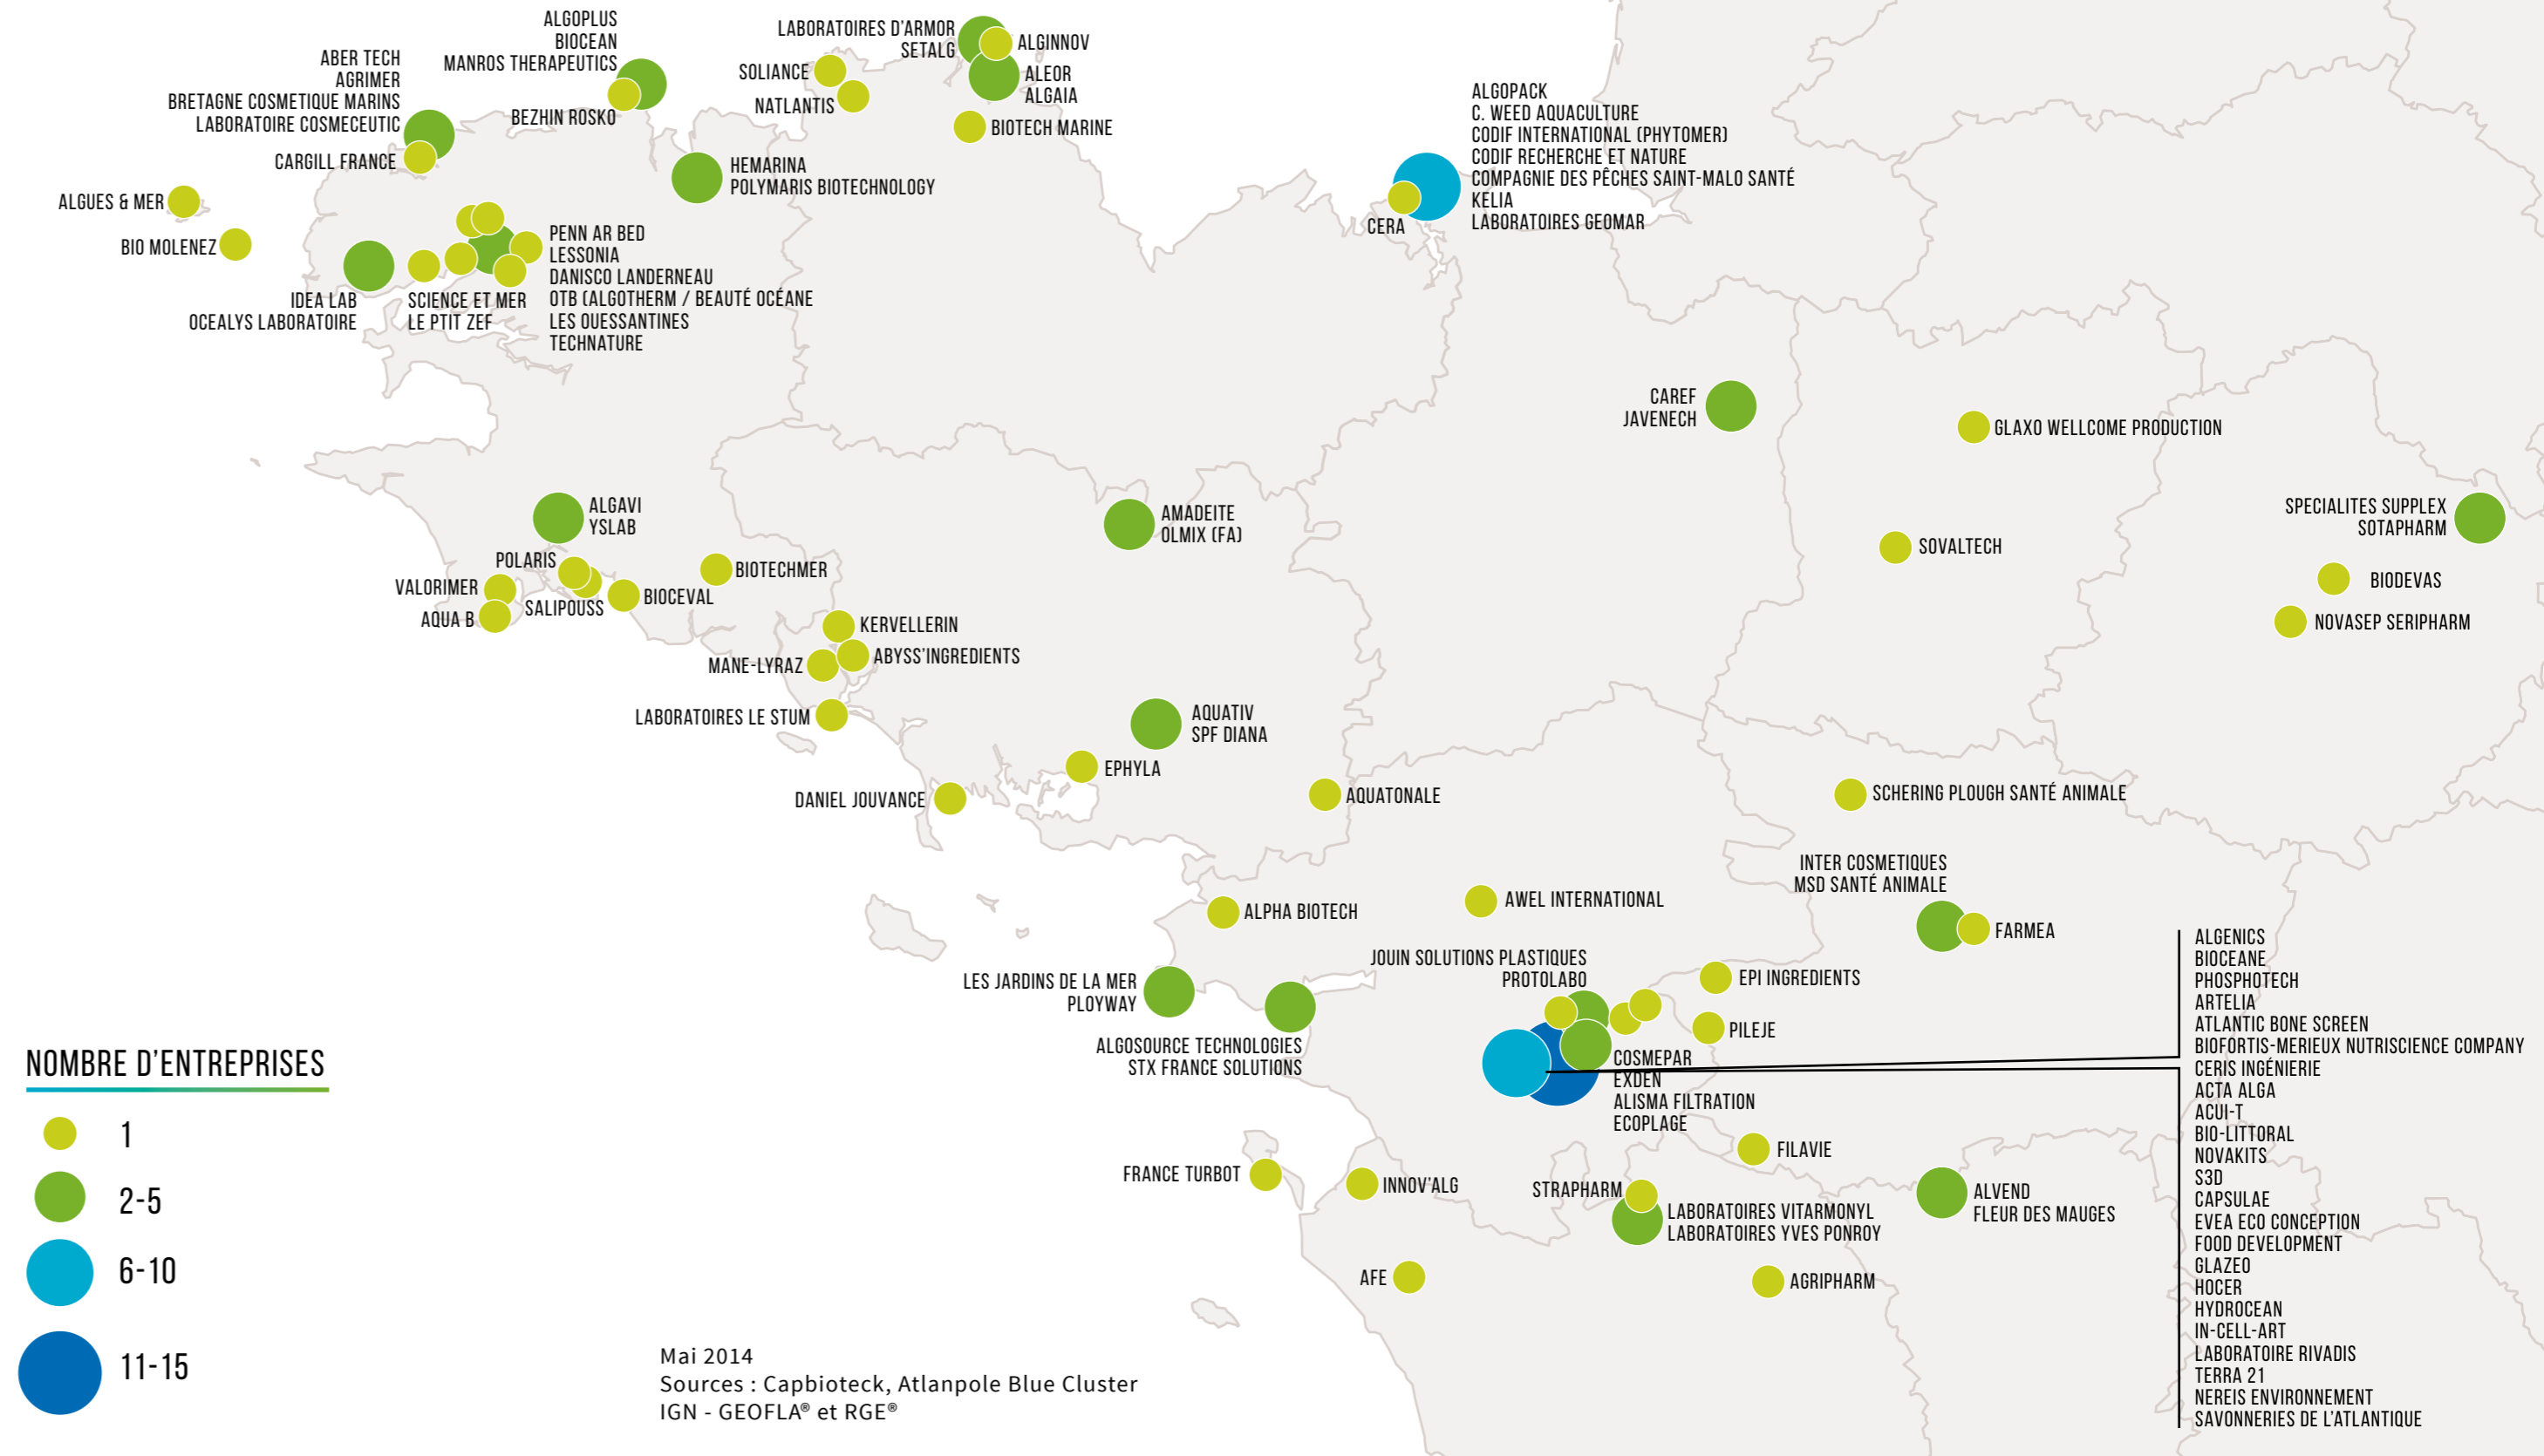 ALGOPLUS
BIOCEAN
MANROS THERAPEUTICS
BEZHIN ROSKO
ABER TECH
AGRIMER
BRETAGNE COSMETIQUE MARINS
LABORATOIRE COSMECEUTIC
CARGILL FRANCE
ALGUES & MER
BIO MOLENEZ
IDEA LAB
OCEALYS LABORATOIRE
SCIENCE ET MER
LE PTIT ZEF
PENN AR BED
LESSONIA
DANISCO LANDERNEAU
OTB (ALGOTHERM / BEAUTÉ OCÉANE
LES OUESSANTINES
TECHNATURE
HEMARINA
POLYMARIS BIOTECHNOLOGY
SOLIANCE
NATLANTIS
LABORATOIRES D'ARMOR
SETALG
ALGINNOV
ALEOR
ALGAIA
BIOTECH MARINE
CERA
ALGOPACK
C. WEED AQUACULTURE
CODIF INTERNATIONAL (PHYTOMER)
CODIF RECHERCHE ET NATURE
COMPAGNIE DES PÊCHES SAINT-MALO SANTÉ
KELIA
LABORATOIRES GEOMAR
CAREF
JAVENECH
GLAXO WELLCOME PRODUCTION
SOVALTECH
SPECIALITES SUPPLEX
SOTAPHARM
BIODEVAS
NOVASEP SERIPHARM
ALGAVI
YSLAB
POLARIS
VALORIMER
AQUA B
SALIPOUSS
BIOCEVAL
BIOTECHMER
AMADEITE
OLMIX (FA)
KERVELLERIN
ABYSS'INGREDIENTS
MANE-LYRAZ
LABORATOIRES LE STUM
AQUATIV
SPF DIANA
EPHYLA
DANIEL JOUVANCE
AQUATONALE
SCHERING PLOUGH SANTÉ ANIMALE
INTER COSMETIQUES
MSD SANTÉ ANIMALE
FARMEA
ALPHA BIOTECH
AWEL INTERNATIONAL
JOUIN SOLUTIONS PLASTIQUES
PROTOLABO
EPI INGREDIENTS
PILEJE
LES JARDINS DE LA MER
PLOYWAY
ALGOSOURCE TECHNOLOGIES
STX FRANCE SOLUTIONS
COSMEPAR
EXDEN
ALISMA FILTRATION
ECOPLAGE
FILAVIE
FRANCE TURBOT
INNOV'ALG
STRAPHARM
LABORATOIRES VITARMONYL
LABORATOIRES YVES PONROY
ALVEND
FLEUR DES MAUGES
AFE
AGRIPHARM
ALGENICS
BIOCEANE
PHOSPHOTECH
ARTELIA
ATLANTIC BONE SCREEN
BIOFORTIS-MERIEUX NUTRISCIENCE COMPANY
CERIS INGÉNIERIE
ACTA ALGA
ACUI-T
BIO-LITTORAL
NOVAKITS
S3D
CAPSULAE
EVEA ECO CONCEPTION
FOOD DEVELOPMENT
GLAZEO
HOCER
HYDROCEAN
IN-CELL-ART
LABORATOIRE RIVADIS
TERRA 21
NEREIS ENVIRONNEMENT
SAVONNERIES DE L'ATLANTIQUE
NOMBRE D'ENTREPRISES
1
2-5
6-10
11-15
Mai 2014
Sources : Capbioteck, Atlanpole Blue Cluster
IGN - GEOFLA® et RGE®